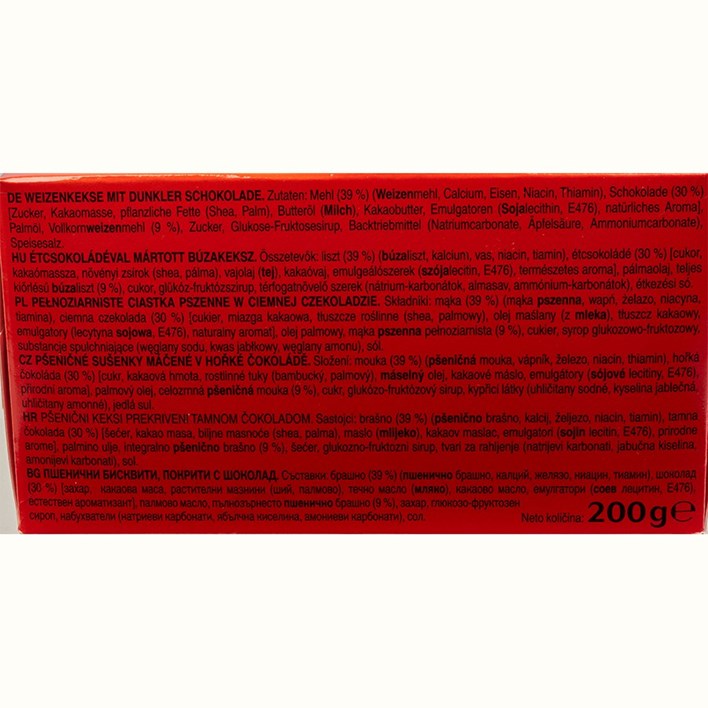 DE WEIZENKEKSE MIT DUNKLER SCHOKOLADE. Zutaten: Mehl (39 %) (Weizenmehl, Calcium, Eisen, Niacin, Thiamin), Schokolade (30 %)
[Zucker, Kakaomasse, pflanzliche Fette (Shea, Palm), Butteröl (Milch), Kakaobutter, Emulgatoren (Sojalecithin, E476), natürliches Aroma],
Palmöl, Vollkornweizenmehl (9 %), Zucker, Glukose-Fruktosesirup, Backtriebmittel (Natriumcarbonate, Äpfelsäure, Ammoniumcarbonate),
Speisesalz.
HU ÉTCSOKOLÁDÉVAL MÁRTOTT BÚZAKEKSZ. Összetevők: liszt (39 %) (búzaliszt, kalcium, vas, niacin, tiamin), étcsokoládé (30 %) [cukor,
kakaómassza, növényi zsírok (shea, pálma), vajolaj (tej), kakaóvaj, emulgeálószerek (szójalecitin, E476), természetes aroma], pálmaolaj, teljes
kiőrlésű búzaliszt (9 %), cukor, glükóz-fruktózszirup, térfogatnövelő szerek (nátrium-karbonátok, almasav, ammónium-karbonátok), étkezési só.
PL PEŁNOZIARNISTE CIASTKA PSZENNE W CIEMNEJ CZEKOLADZIE. Składniki: mąka (39 %) (mąka pszenna, wapń, żelazo, niacyna,
tiamina), ciemna czekolada (30 %) [cukier, miazga kakaowa, tłuszcze roślinne (shea, palmowy), olej maślany (z mleka), tłuszcz kakaowy,
emulgatory (lecytyna sojowa, E476), naturalny aromat], olej palmowy, mąka pszenna pełnoziarnista (9 %), cukier, syrop glukozowo-fruktozowy,
substancje spulchniające (węglany sodu, kwas jabłkowy, węglany amonu), sól.
CZ PŠENIČNÉ SUŠENKY MÁČENÉ V HOŘKÉ ČOKOLÁDĚ. Složení: mouka (39 %) (pšeničná mouka, vápník, železo, niacin, thiamin), hořká
čokoláda (30 %) [cukr, kakaová hmota, rostlinné tuky (bambucký, palmový), máselný olej, kakaové máslo, emulgátory (sójové lecitiny, E476),
přírodní aroma], palmový olej, celozrnná pšeničná mouka (9 %), cukr, glukózo-fruktózový sirup, kypřicí látky (uhličitany sodné, kyselina jablečná,
uhličitany amonné), jedlá sůl.
HR PŠENIČNI KEKSI PREKRIVENI TAMNOM ČOKOLADOM. Sastojci: brašno (39 %) (pšenično brašno, kalcij, željezo, niacin, tiamin), tamna
čokolada (30 %) [šećer, kakao masa, biljne masnoće (shea, palma), maslo (mlijeko), kakaov maslac, emulgatori (sojin lecitin, E476), prirodne
arome], palmino ulje, integralno pšenično brašno (9 %), šećer, glukozno-fruktozni sirup, tvari za rahljenje (natrijevi karbonati, jabučna kiselina,
amonijevi karbonati), sol.
BG ПШЕНИЧНИ БИСКВИТИ, ПОКРИТИ С ШОКОЛАД. Съставки: брашно (39 %) (пшенично брашно, калций, желязо, ниацин, тиамин), шоколад
(30 %) [захар, какаова маса, растителни мазнини (ший, палмово), течно масло (мляко), какаово масло, емулгатори (соев лецитин, E476),
естествен ароматизант], палмово масло, пълнозърнесто пшенично брашно (9 %), захар, глюкозо-фруктозен
сироп, набухватели (натриеви карбонати, ябълчна киселина, амониеви карбонати), сол.
Neto količina: 200g℮